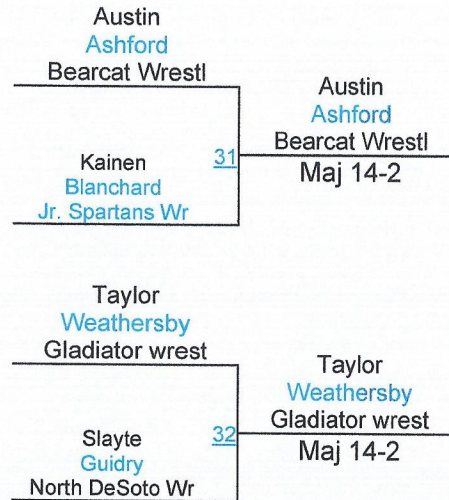 Austin
Ashford
Bearcat Wrestl
Kainen
Blanchard
Jr. Spartans Wr
31
Austin
Ashford
Bearcat Wrestl
Maj 14-2
Taylor
Weathersby
Gladiator wrest
Slayte
Guidry
North DeSoto Wr
32
Taylor
Weathersby
Gladiator wrest
Maj 14-2